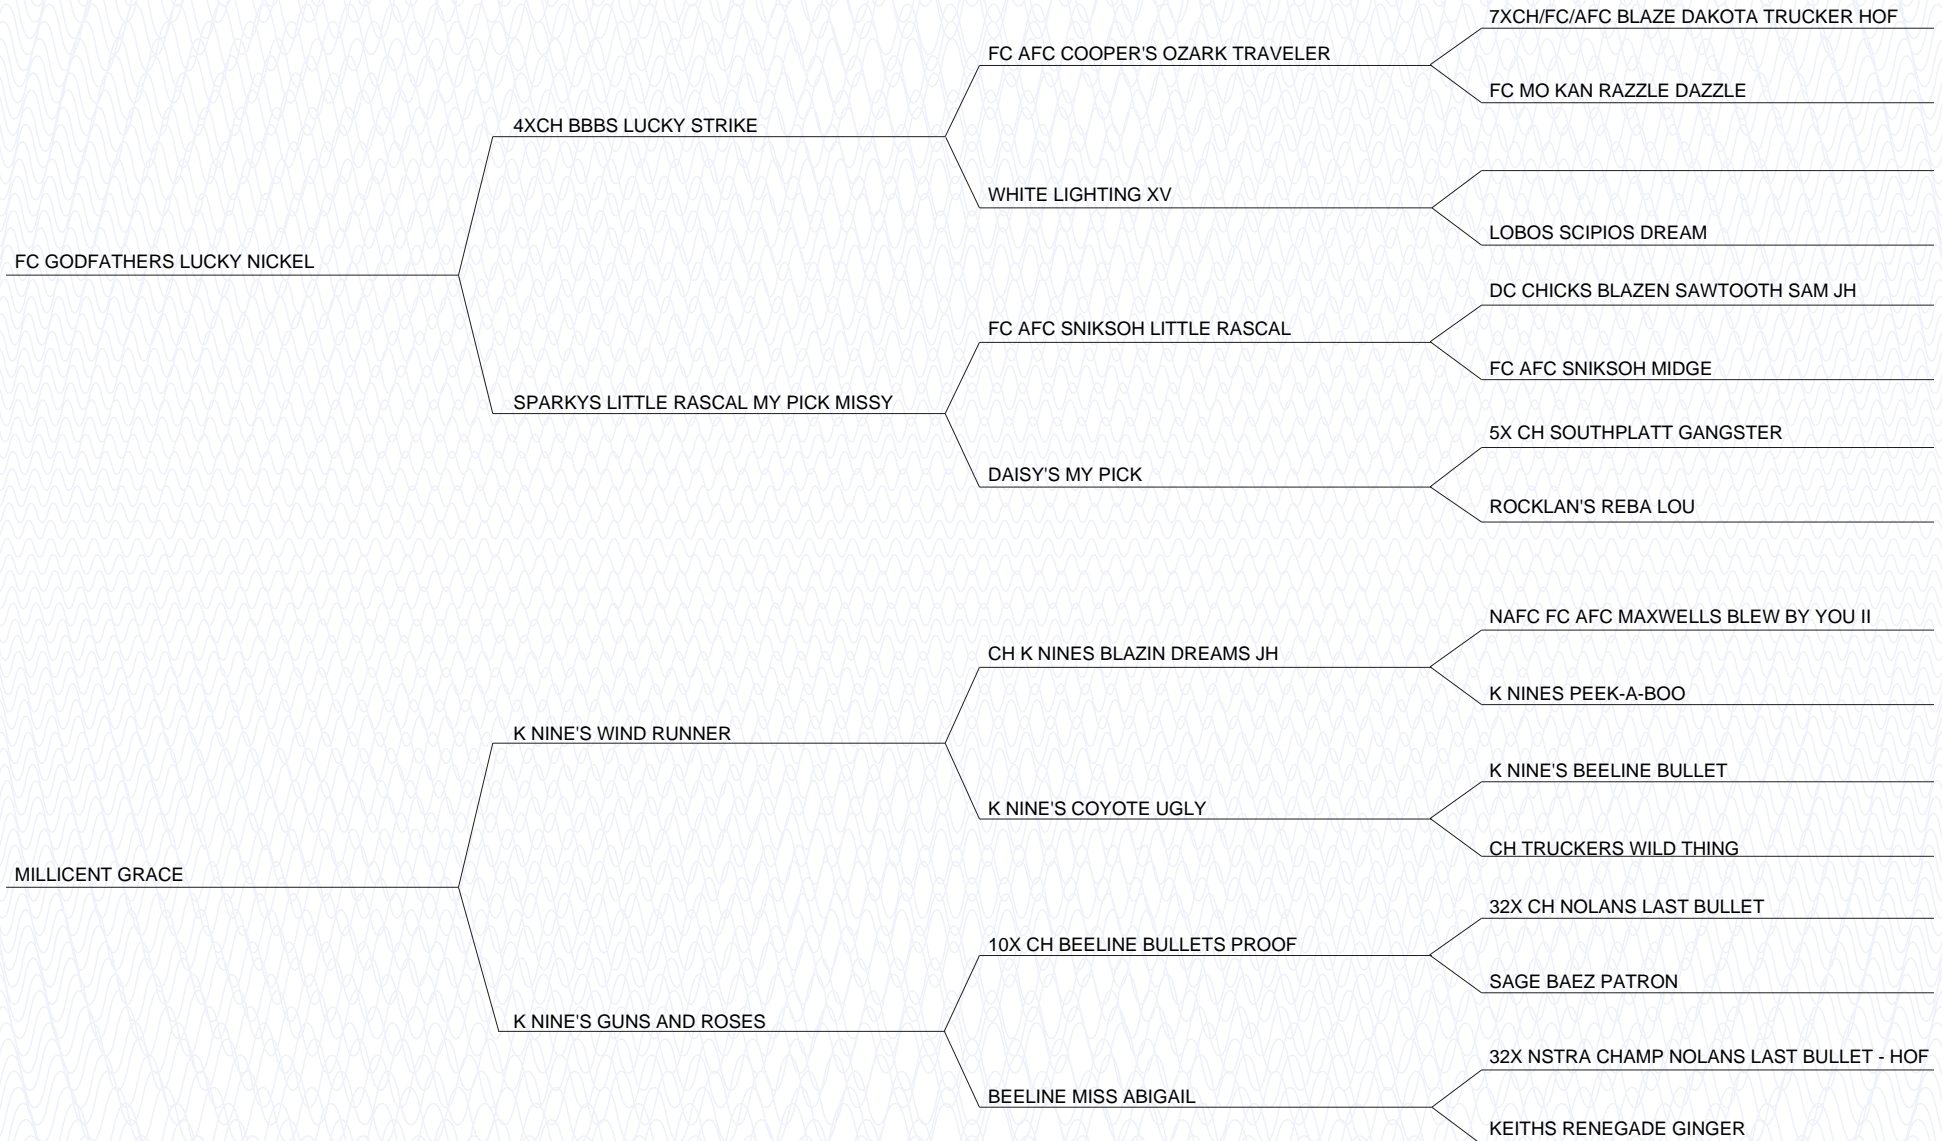 7XCH/FC/AFC BLAZE DAKOTA TRUCKER HOF
FC AFC COOPER'S OZARK TRAVELER
FC MO KAN RAZZLE DAZZLE
4XCH BBBS LUCKY STRIKE
WHITE LIGHTING XV
LOBOS SCIPIOS DREAM
FC GODFATHERS LUCKY NICKEL
DC CHICKS BLAZEN SAWTOOTH SAM JH
FC AFC SNIKSOH LITTLE RASCAL
FC AFC SNIKSOH MIDGE
SPARKYS LITTLE RASCAL MY PICK MISSY
5X CH SOUTHPLATT GANGSTER
DAISY'S MY PICK
ROCKLAN'S REBA LOU
NAFC FC AFC MAXWELLS BLEW BY YOU II
CH K NINES BLAZIN DREAMS JH
K NINES PEEK-A-BOO
K NINE'S WIND RUNNER
K NINE'S BEELINE BULLET
K NINE'S COYOTE UGLY
CH TRUCKERS WILD THING
MILLICENT GRACE
32X CH NOLANS LAST BULLET
10X CH BEELINE BULLETS PROOF
SAGE BAEZ PATRON
K NINE'S GUNS AND ROSES
32X NSTRA CHAMP NOLANS LAST BULLET - HOF
BEELINE MISS ABIGAIL
KEITHS RENEGADE GINGER